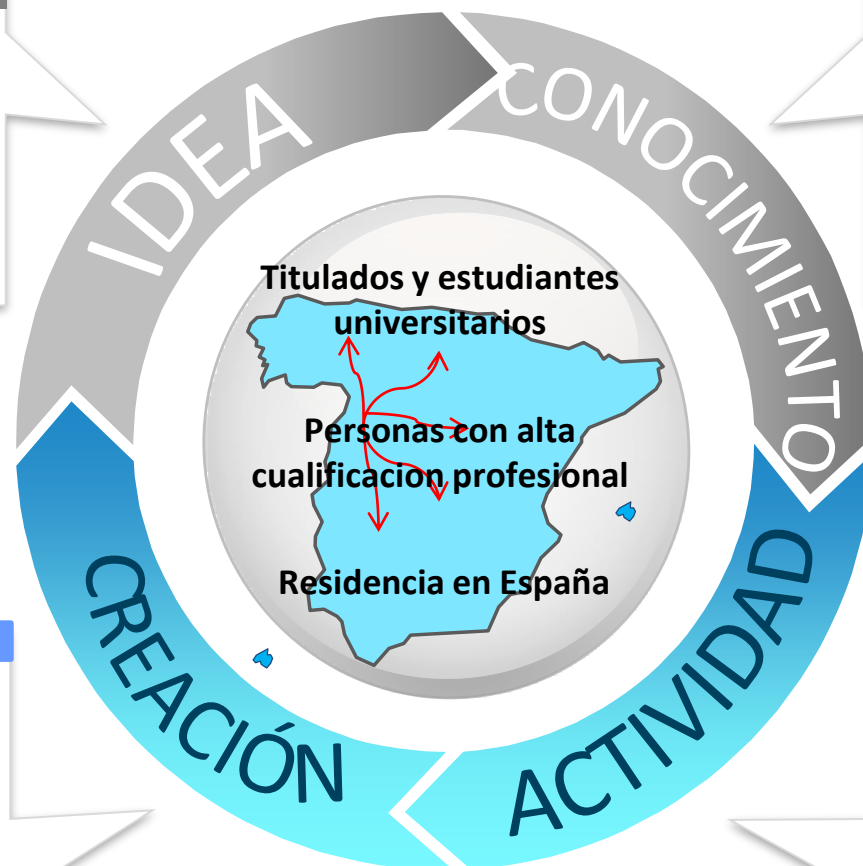 IDEA
CONOCIMIENTO
Titulados y estudiantes
universitarios
Personas con alta
cualificacion profesional
Residencia en España
CREACIÓN
ACTIVIDAD